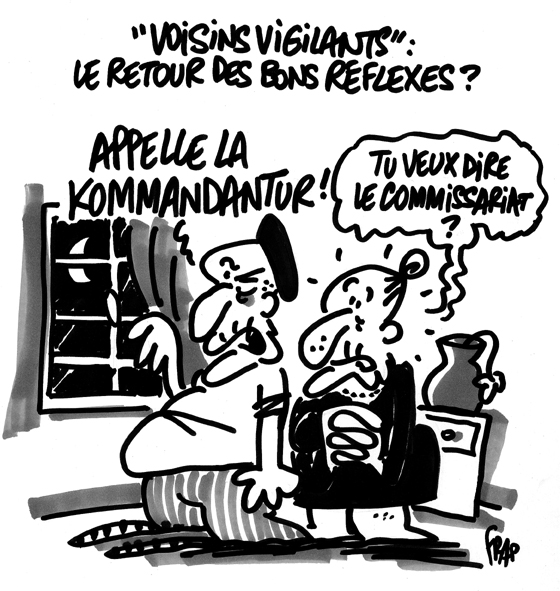 "VOISINS VIGILANTS":
LE RETOUR DES BONS REFLEXES?
APPELLE LA
KOMMANDANTUR!
TU VEUX DIRE
LE COMMISSARIAT
?
FRAP